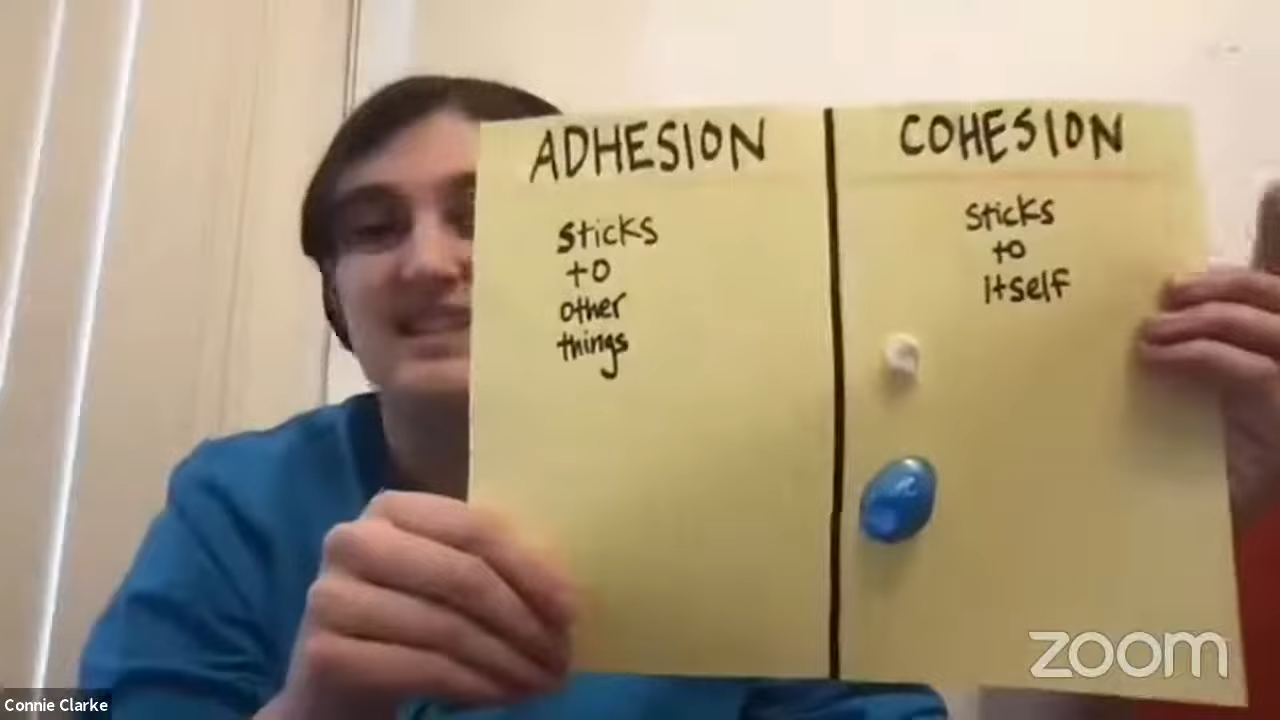 ADHESION
sticks
to
other
things
COHESION
sticks
to
itself
zoom
Connie Clarke